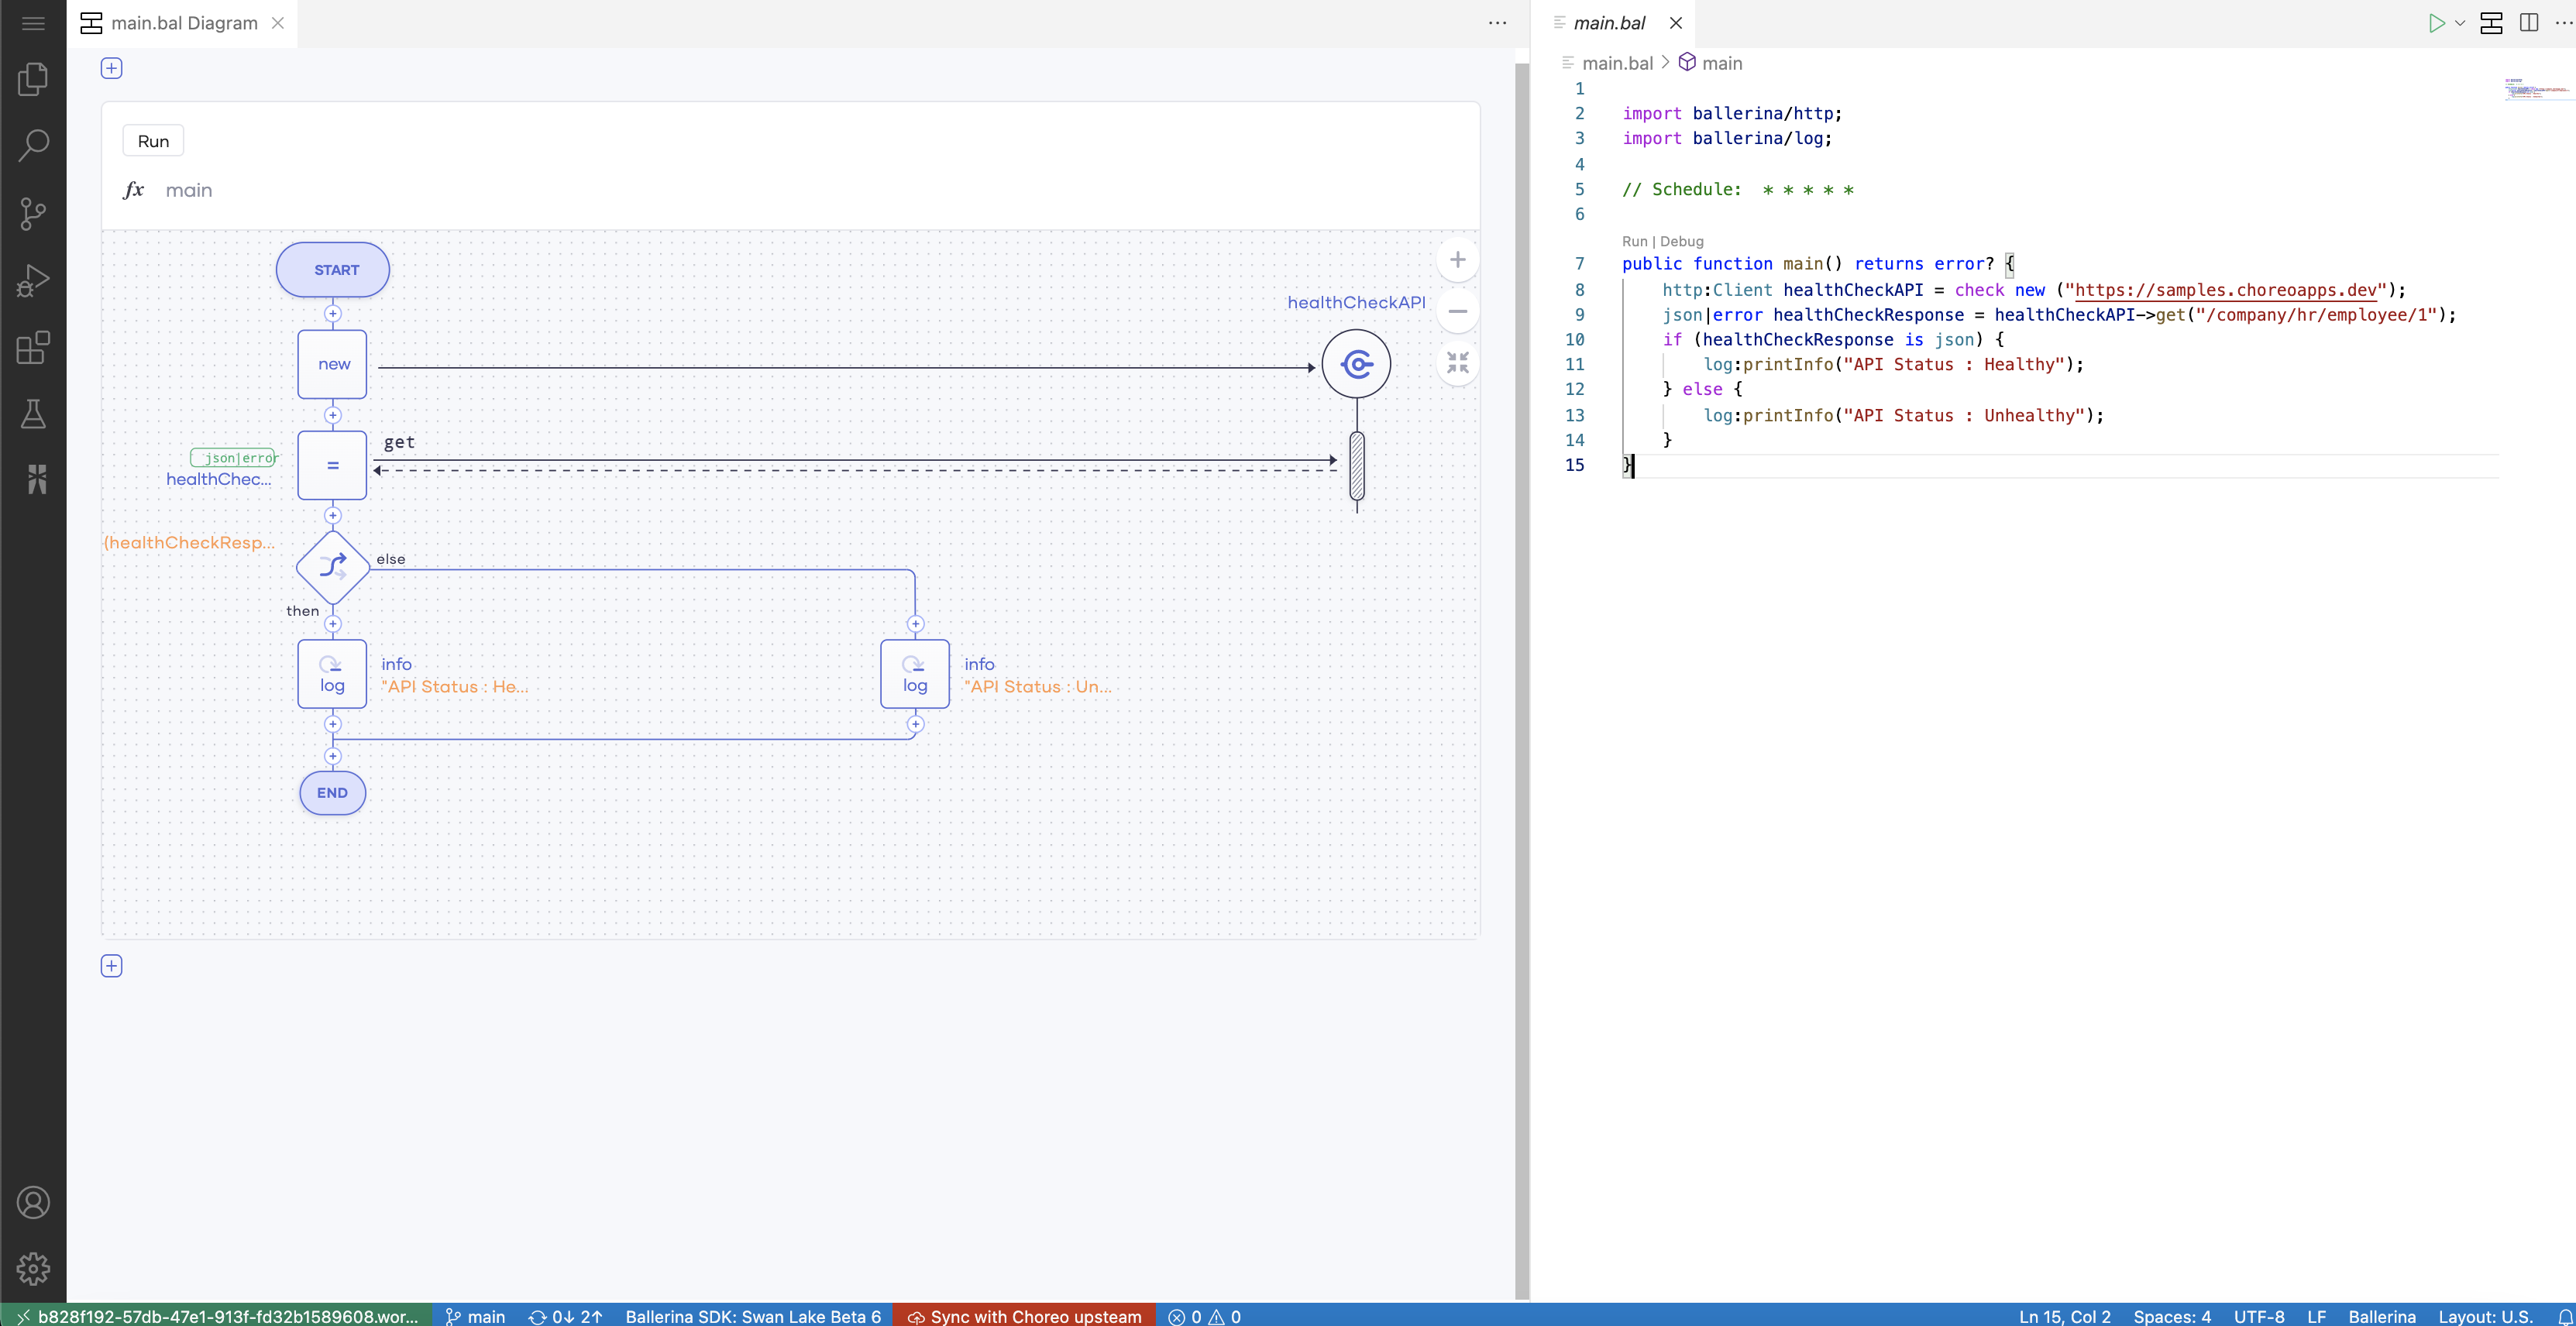 main.bal Diagram
Run
fx main
START
new
healthCheckAPI
get
json|error
=
healthChec...
(healthCheckResp...
else
then
log
info
"API Status : He...
log
info
"API Status : Un...
END
main.bal
main.bal > main
1
2 import ballerina/http;
3 import ballerina/log;
4
5 // Schedule:  * * * * *
6
Run | Debug
7 public function main() returns error? {
8     http:Client healthCheckAPI = check new ("https://samples.choreoapps.dev");
9     json|error healthCheckResponse = healthCheckAPI->get("/company/hr/employee/1");
10     if (healthCheckResponse is json) {
11         log:printInfo("API Status : Healthy");
12     } else {
13         log:printInfo("API Status : Unhealthy");
14     }
15 }
b828f192-57db-47e1-913f-fd32b1589608.wor... main 0↓ 2↑ Ballerina SDK: Swan Lake Beta 6 Sync with Choreo upsteam 0 0 Ln 15, Col 2 Spaces: 4 UTF-8 LF Ballerina Layout: U.S.